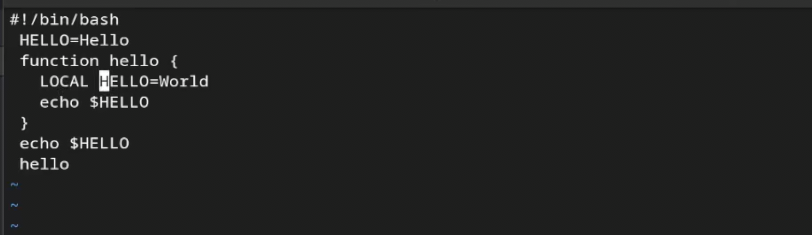 #!/bin/bash
HELLO=Hello
function hello {
LOCAL HELLO=World
echo $HELLO
}
echo $HELLO
hello
~
~
~